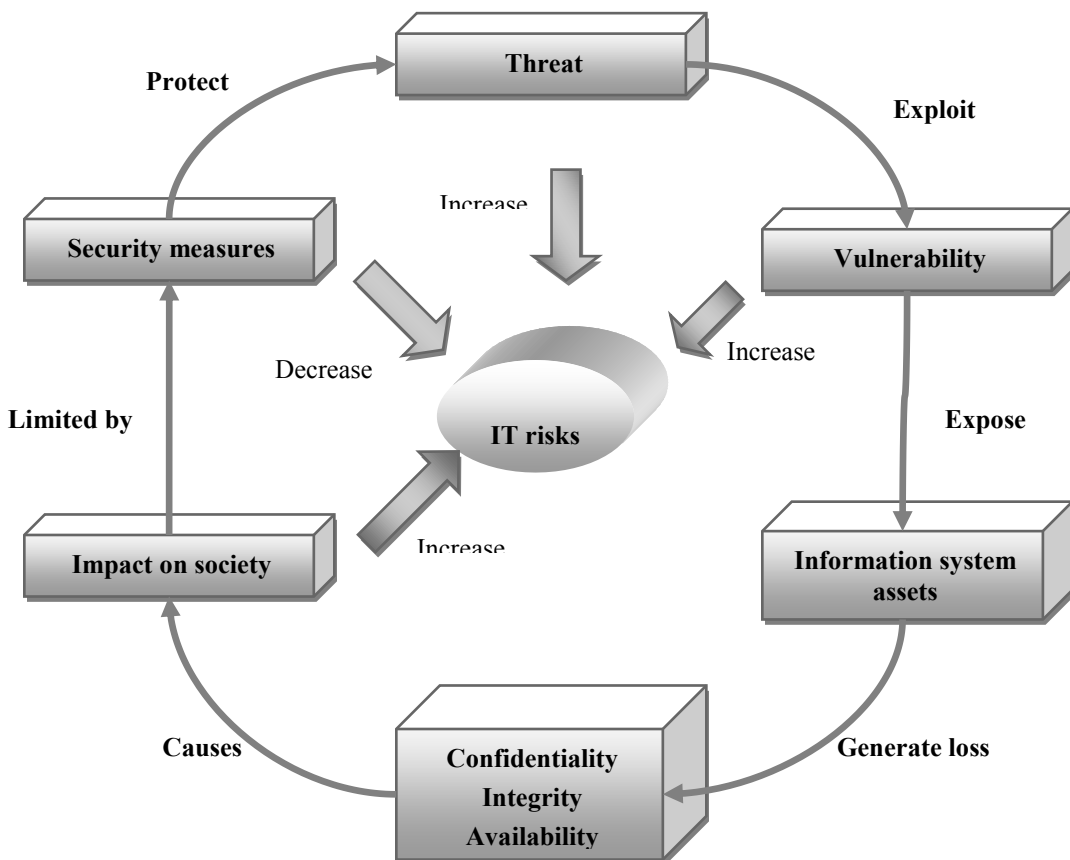 Threat
Protect
Exploit
Increase
Security measures
Vulnerability
Increase
Decrease
IT risks
Limited by
Expose
Increase
Impact on society
Information system
assets
Causes
Generate loss
Confidentiality
Integrity
Availability